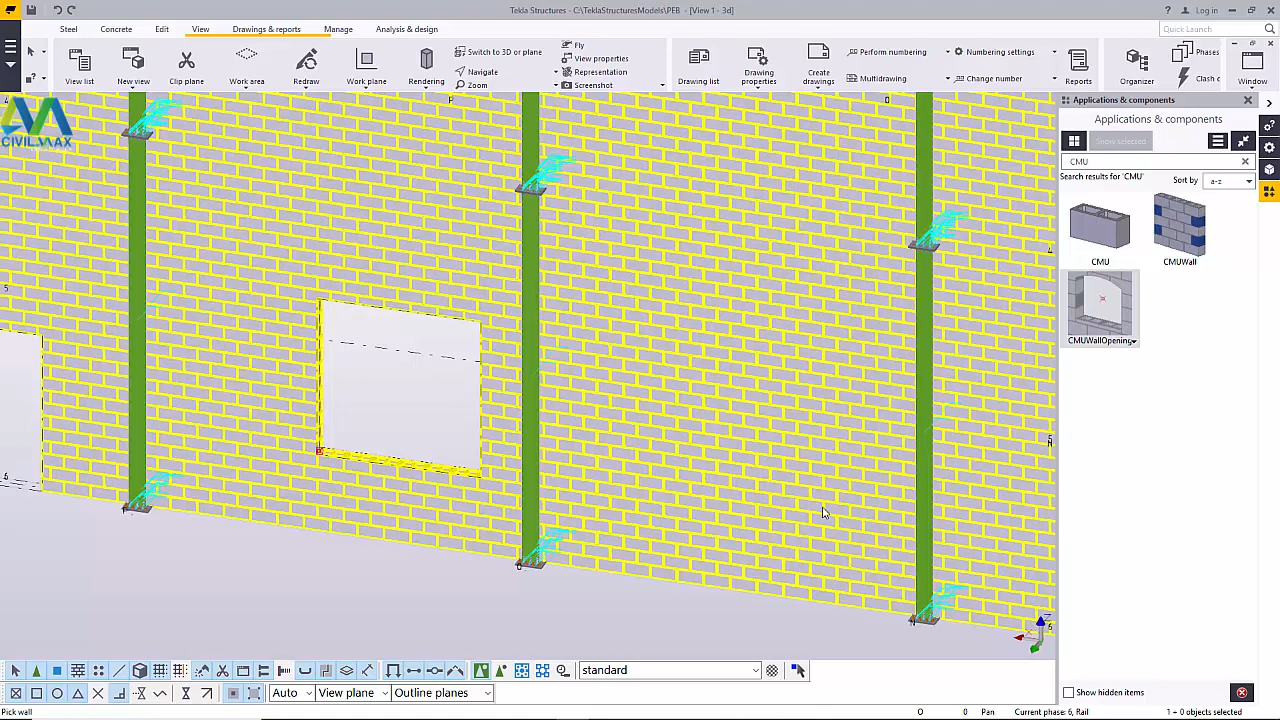 Tekla Structures - C:\TeklaStructuresModels\PEB - [View 1 - 3d]
Log in
Steel Concrete Edit View Drawings & reports Manage Analysis & design
Quick Launch
View list
New view
Clip plane
Work area
Redraw
Work plane
Rendering
Switch to 3D or plane
Navigate
Zoom
Fly
View properties
Representation
Screenshot
Drawing list
Drawing properties
Create drawings
Perform numbering
Multidrawing
Numbering settings
Change number
Reports
Organizer
Phases
Clash c
Window
CIVILMAX
Applications & components
Applications & components
Show selected
CMU
Search results for 'CMU'
Sort by a-z
CMU
CMUWall
CMUWallOpening
standard
Auto
View plane
Outline planes
Show hidden items
Pick wall
O 0 Pan Current phase: 6, Rail 1 + 0 objects selected